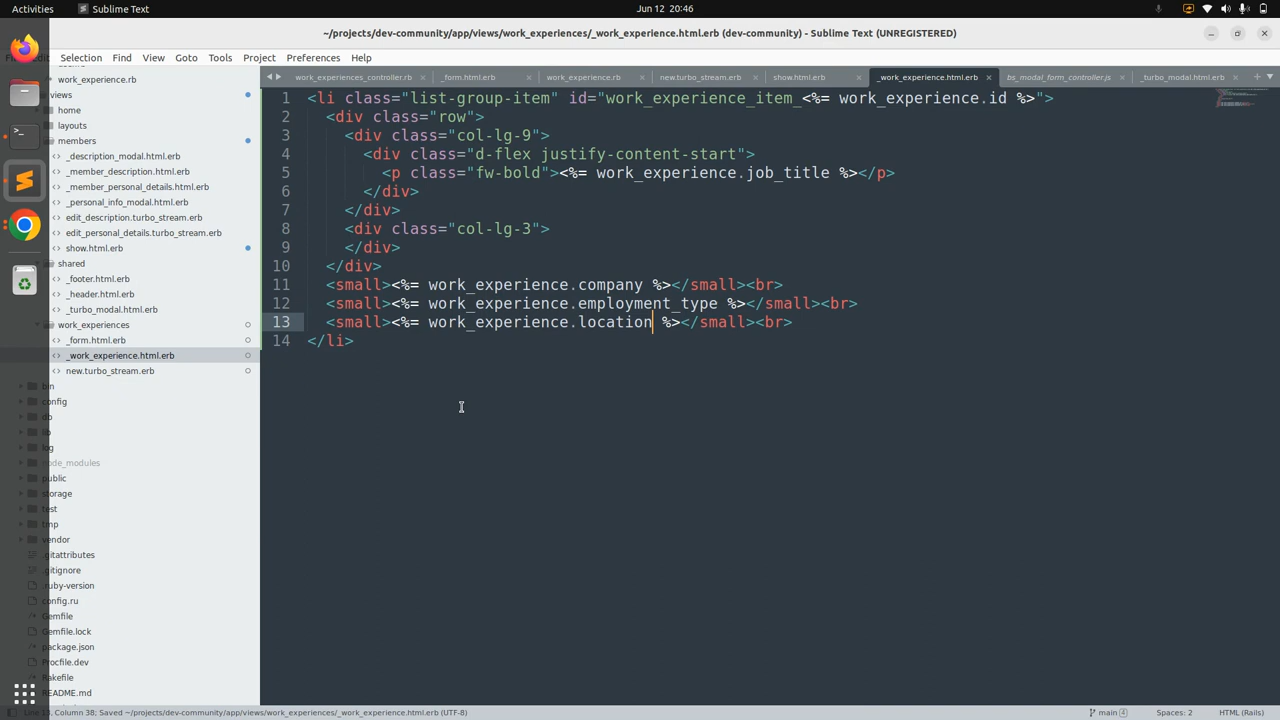 Activities
Sublime Text
Jun 12 20:46
~/projects/dev-community/app/views/work_experiences/_work_experience.html.erb (dev-community) - Sublime Text (UNREGISTERED)
Selection Find View Goto Tools Project Preferences Help
work_experiences_controller.rb × _form.html.erb × work_experience.rb × new.turbo_stream.erb × show.html.erb × _work_experience.html.erb × bs_modal_form_controller.js × _turbo_modal.html.erb ×
work_experience.rb
views
home
layouts
members
_description_modal.html.erb
_member_description.html.erb
_member_personal_details.html.erb
_personal_info_modal.html.erb
edit_description.turbo_stream.erb
edit_personal_details.turbo_stream.erb
show.html.erb
shared
_footer.html.erb
_header.html.erb
_turbo_modal.html.erb
work_experiences
_form.html.erb
_work_experience.html.erb
new.turbo_stream.erb
bin
config
db
lib
log
node_modules
public
storage
test
tmp
vendor
.gitattributes
.gitignore
.ruby-version
config.ru
Gemfile
Gemfile.lock
package.json
Procfile.dev
Rakefile
README.md
1 <li class="list-group-item" id="work_experience_item_<%= work_experience.id %>">
2 <div class="row">
3 <div class="col-lg-9">
4 <div class="d-flex justify-content-start">
5 <p class="fw-bold"><%= work_experience.job_title %></p>
6 </div>
7 </div>
8 <div class="col-lg-3">
9 </div>
10 </div>
11 <small><%= work_experience.company %></small><br>
12 <small><%= work_experience.employment_type %></small><br>
13 <small><%= work_experience.location %></small><br>
14 </li>
Line 13, Column 38; Saved ~/projects/dev-community/app/views/work_experiences/_work_experience.html.erb (UTF-8)
main 4
Spaces: 2
HTML (Rails)